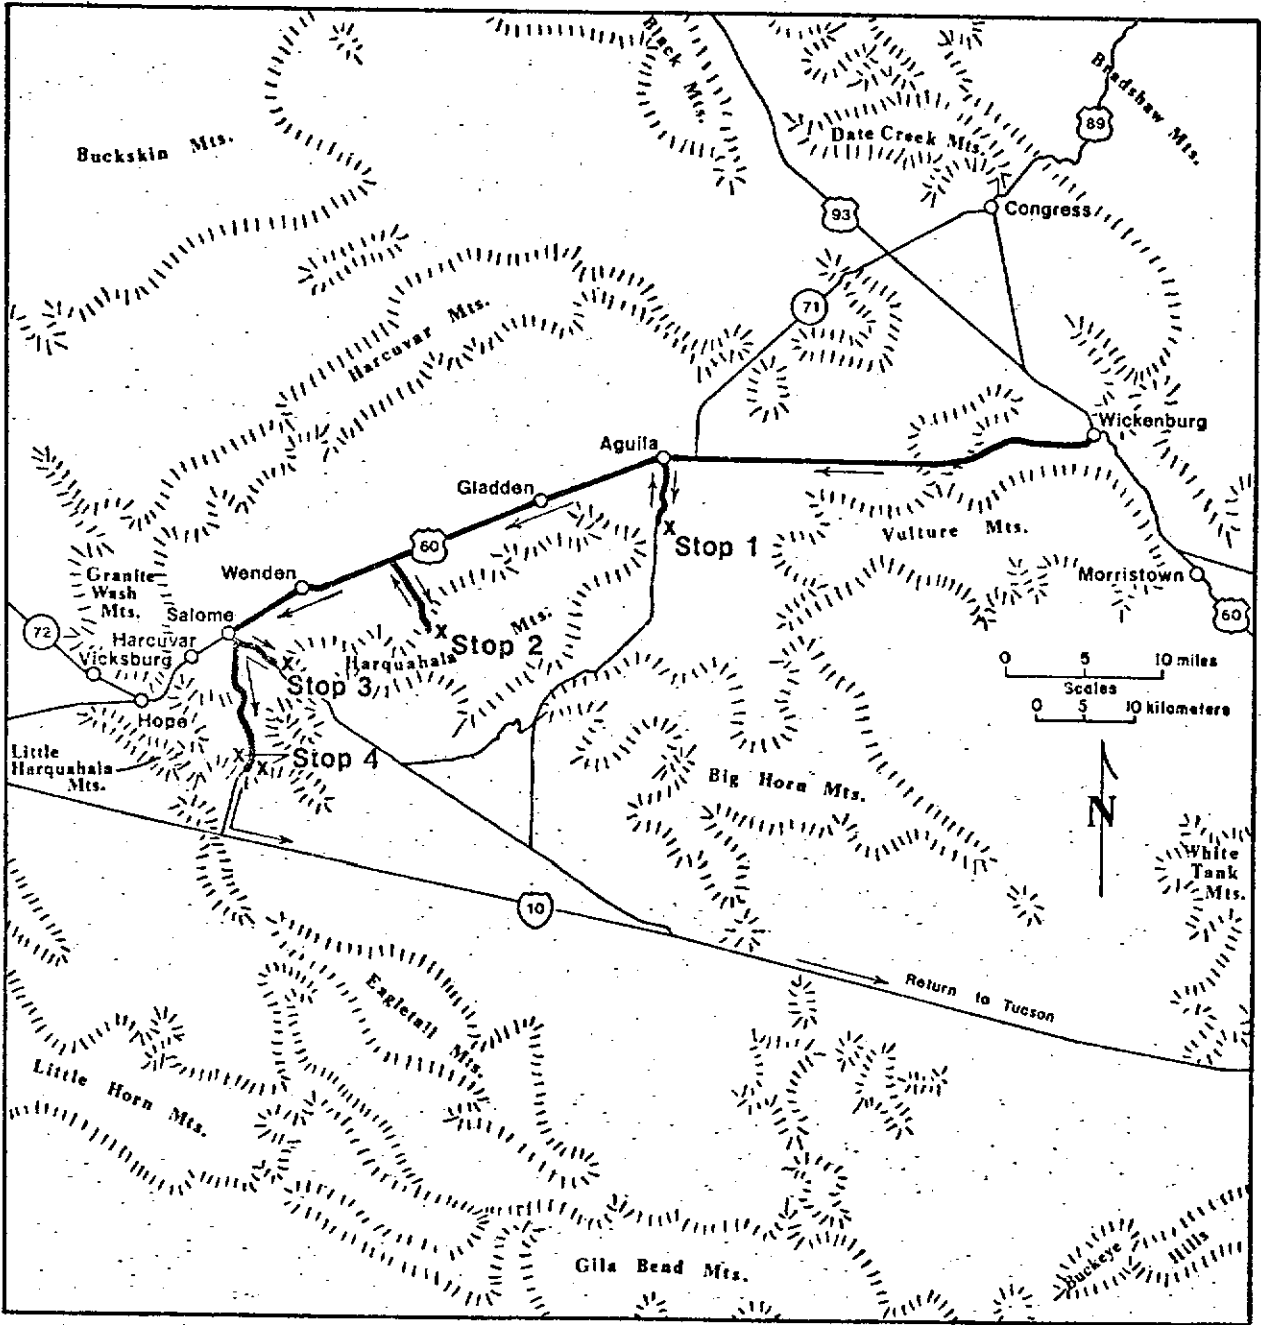 Black
Mts.
Bradshaw Mts.
89
Buckskin Mts.
Date Creek Mts.
93
Congress
71
Harcuvar Mts.
Wickenburg
Aguila
Gladden
Stop 1
Vulture Mts.
60
Wenden
Granite
Wash
Mts.
Morristown
60
Salome
72
Harcuvar
Vicksburg
Stop 2
Harquahala Mts.
0 5 10 miles
Scales
0 5 10 kilometers
Stop 3
Hope
Little
Harquahala
Mts.
Stop 4
Big Horn Mts.
N
White
Tank
Mts.
10
Return to Tucson
Eagletail Mts.
Little Horn Mts.
Gila Bead Mts.
Buckeye
Hills